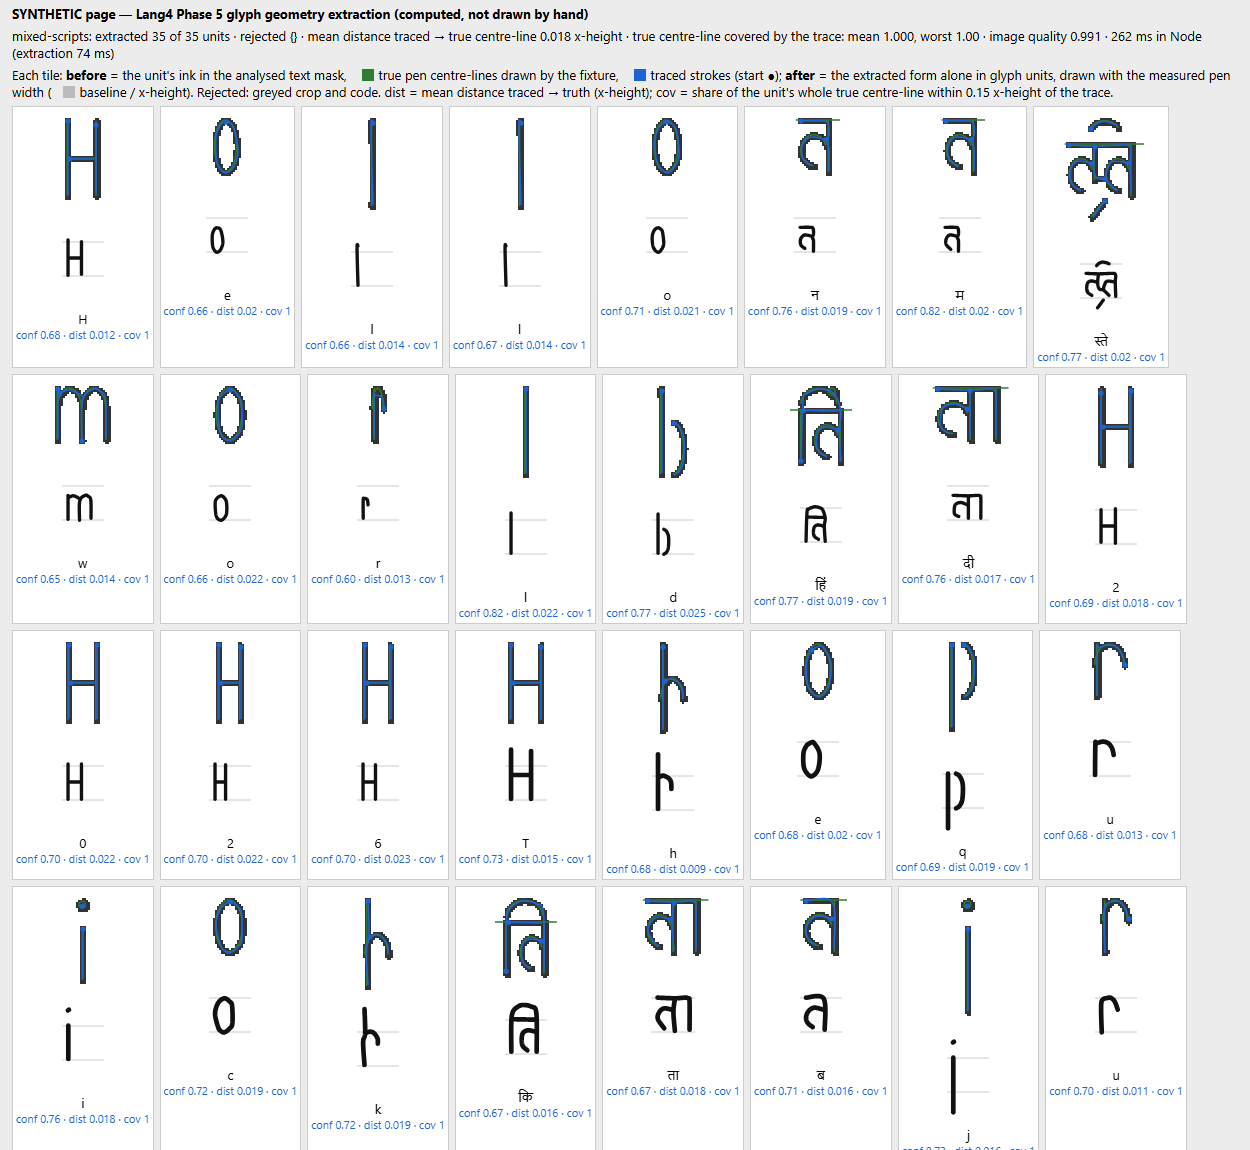 SYNTHETIC page — Lang4 Phase 5 glyph geometry extraction (computed, not drawn by hand)
mixed-scripts: extracted 35 of 35 units · rejected {} · mean distance traced → true centre-line 0.018 x-height · true centre-line covered by the trace: mean 1.000, worst 1.00 · image quality 0.991 · 262 ms in Node
(extraction 74 ms)
Each tile: before = the unit's ink in the analysed text mask, true pen centre-lines drawn by the fixture, traced strokes (start ●); after = the extracted form alone in glyph units, drawn with the measured pen
width ( baseline / x-height). Rejected: greyed crop and code. dist = mean distance traced → truth (x-height); cov = share of the unit's whole true centre-line within 0.15 x-height of the trace.
H e l l o न म स्ते
conf 0.68 · dist 0.012 · cov 1 conf 0.66 · dist 0.02 · cov 1 conf 0.66 · dist 0.014 · cov 1 conf 0.67 · dist 0.014 · cov 1 conf 0.71 · dist 0.021 · cov 1 conf 0.76 · dist 0.019 · cov 1 conf 0.82 · dist 0.02 · cov 1 conf 0.77 · dist 0.02 · cov 1
w o r l d हिं दी 2
conf 0.65 · dist 0.014 · cov 1 conf 0.66 · dist 0.022 · cov 1 conf 0.60 · dist 0.013 · cov 1 conf 0.82 · dist 0.022 · cov 1 conf 0.77 · dist 0.025 · cov 1 conf 0.77 · dist 0.019 · cov 1 conf 0.76 · dist 0.017 · cov 1 conf 0.69 · dist 0.018 · cov 1
0 2 6 T h e q u
conf 0.70 · dist 0.022 · cov 1 conf 0.70 · dist 0.022 · cov 1 conf 0.70 · dist 0.023 · cov 1 conf 0.73 · dist 0.015 · cov 1 conf 0.68 · dist 0.009 · cov 1 conf 0.68 · dist 0.02 · cov 1 conf 0.69 · dist 0.019 · cov 1 conf 0.68 · dist 0.013 · cov 1
i c k कि ता ब j u
conf 0.76 · dist 0.018 · cov 1 conf 0.72 · dist 0.019 · cov 1 conf 0.72 · dist 0.019 · cov 1 conf 0.67 · dist 0.016 · cov 1 conf 0.67 · dist 0.018 · cov 1 conf 0.71 · dist 0.016 · cov 1 conf 0.70 · dist 0.011 · cov 1